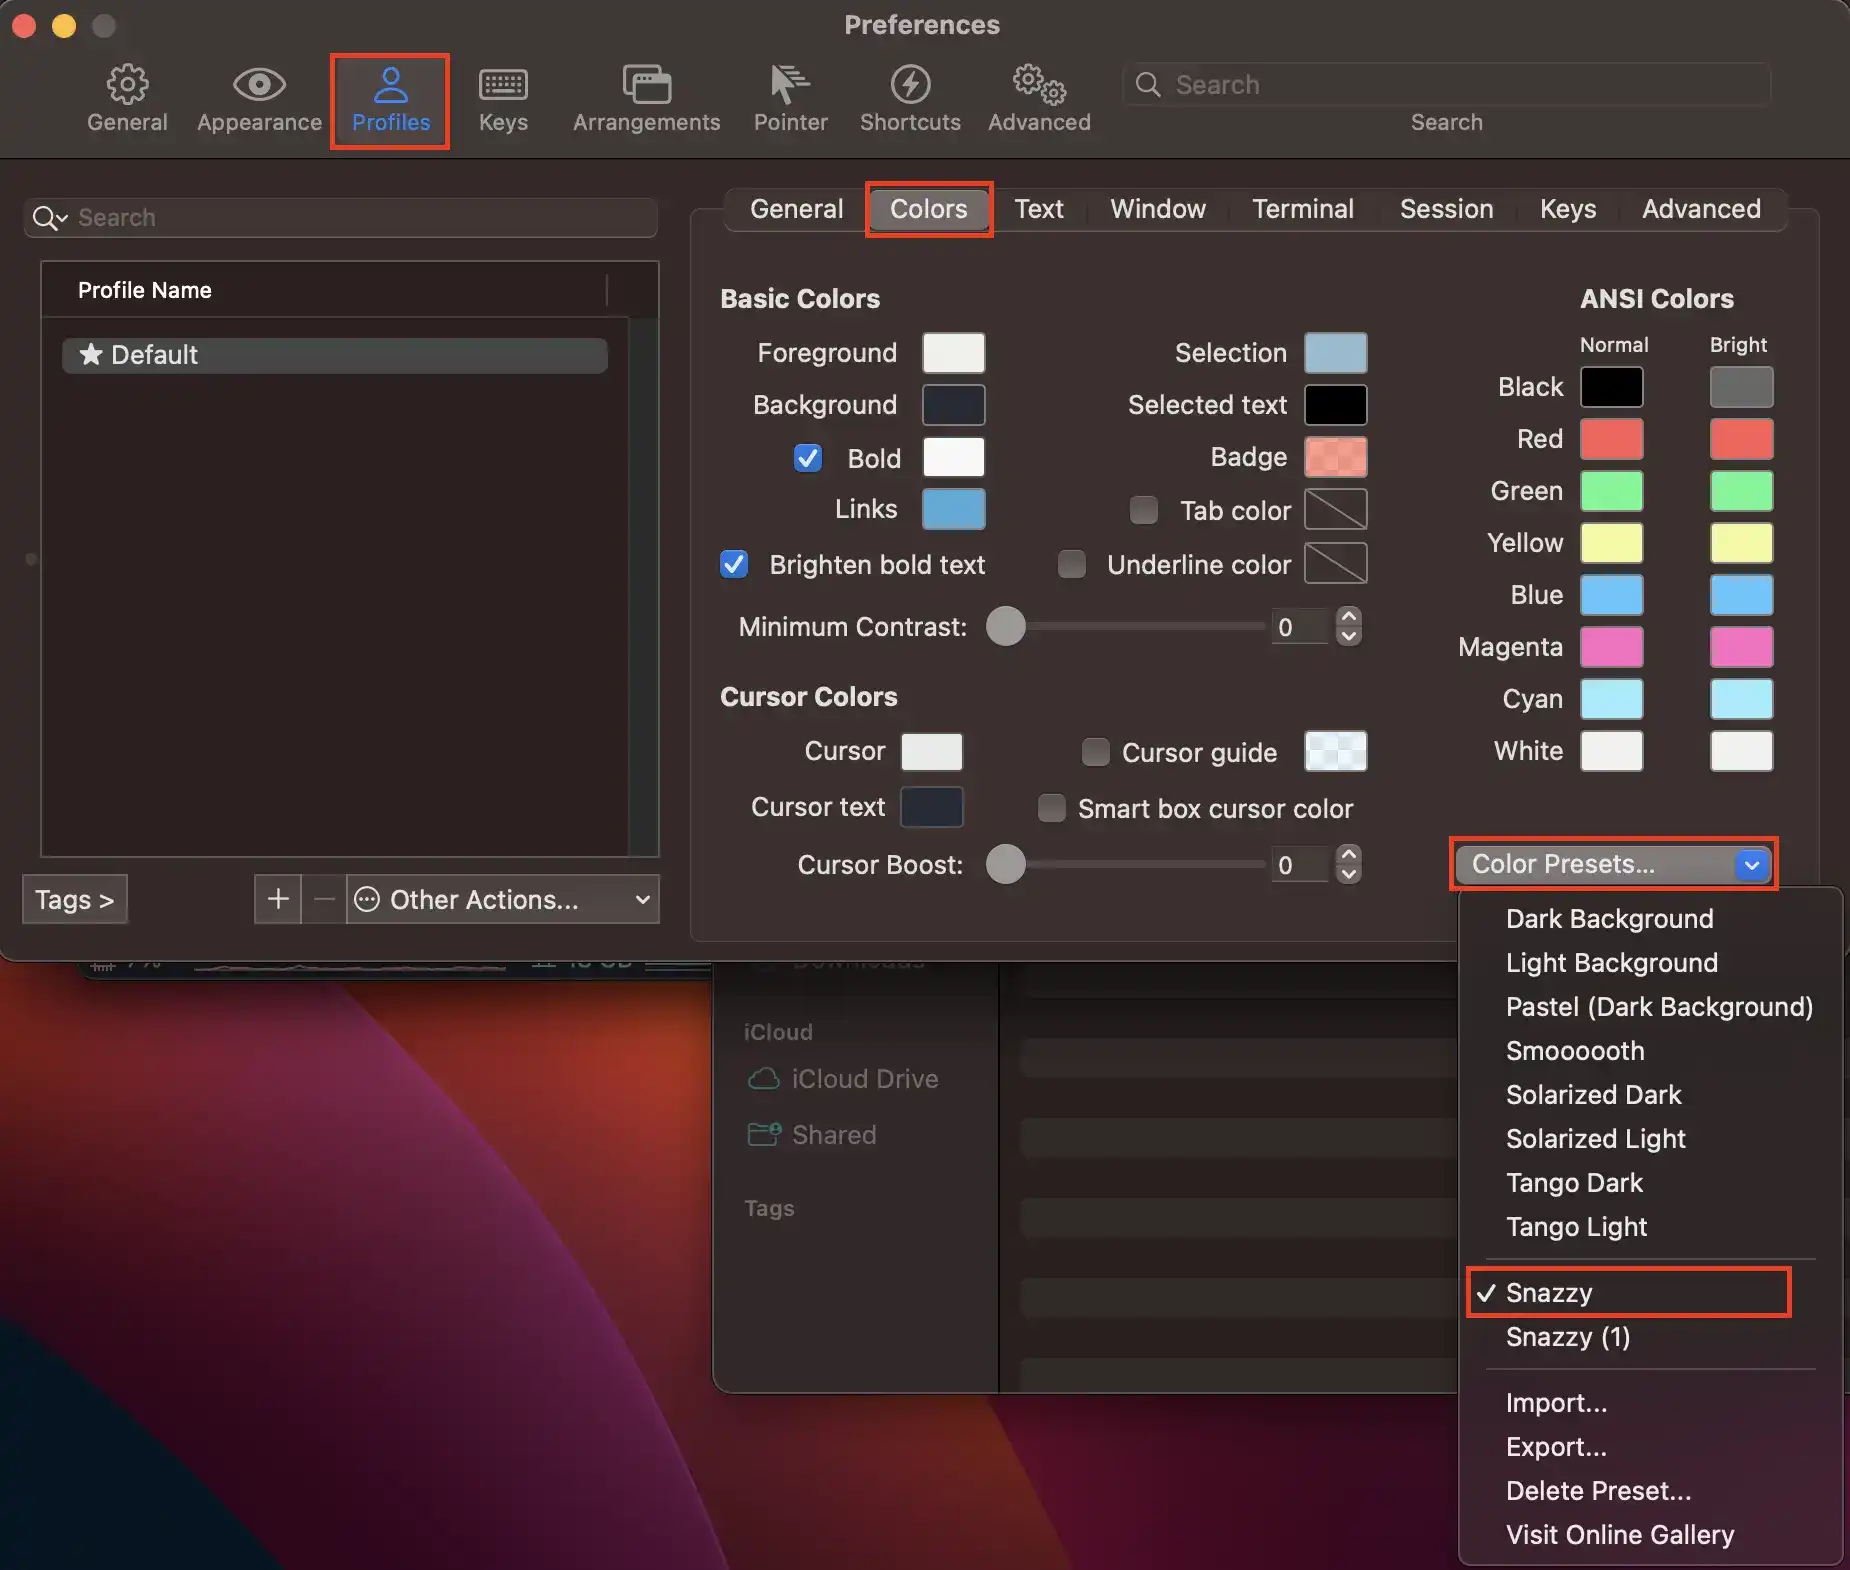 Preferences
General
Appearance
Profiles
Keys
Arrangements
Pointer
Shortcuts
Advanced
Search
Search
Search
General
Colors
Text
Window
Terminal
Session
Keys
Advanced
Profile Name
★ Default
Basic Colors
Foreground
Background
Bold
Links
Brighten bold text
Minimum Contrast:
Selection
Selected text
Badge
Tab color
Underline color
0
Cursor Colors
Cursor
Cursor text
Cursor Boost:
Cursor guide
Smart box cursor color
0
ANSI Colors
Normal Bright
Black
Red
Green
Yellow
Blue
Magenta
Cyan
White
Tags >
+
Other Actions...
Color Presets...
Dark Background
Light Background
Pastel (Dark Background)
Smoooooth
Solarized Dark
Solarized Light
Tango Dark
Tango Light
✓ Snazzy
Snazzy (1)
Import...
Export...
Delete Preset...
Visit Online Gallery
iCloud
iCloud Drive
Shared
Tags